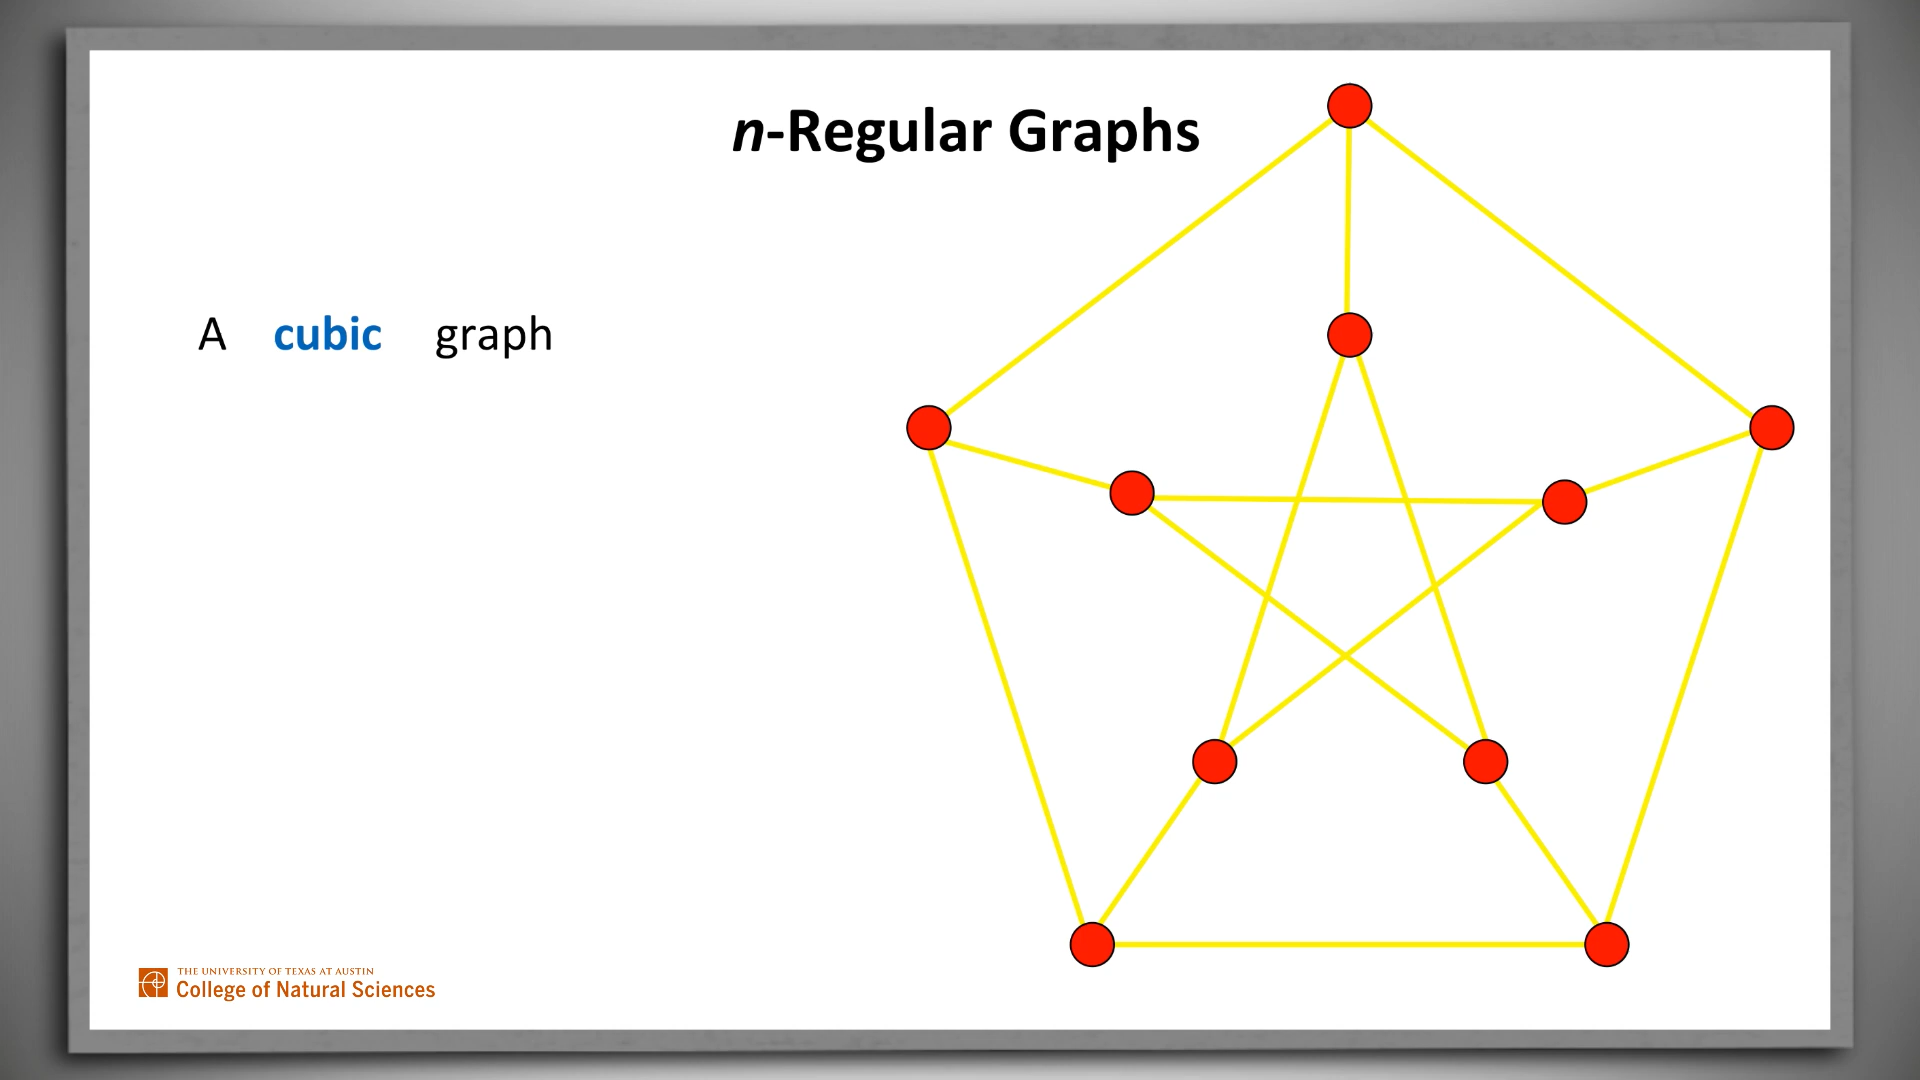 n-Regular Graphs
A cubic graph
THE UNIVERSITY OF TEXAS AT AUSTIN
College of Natural Sciences